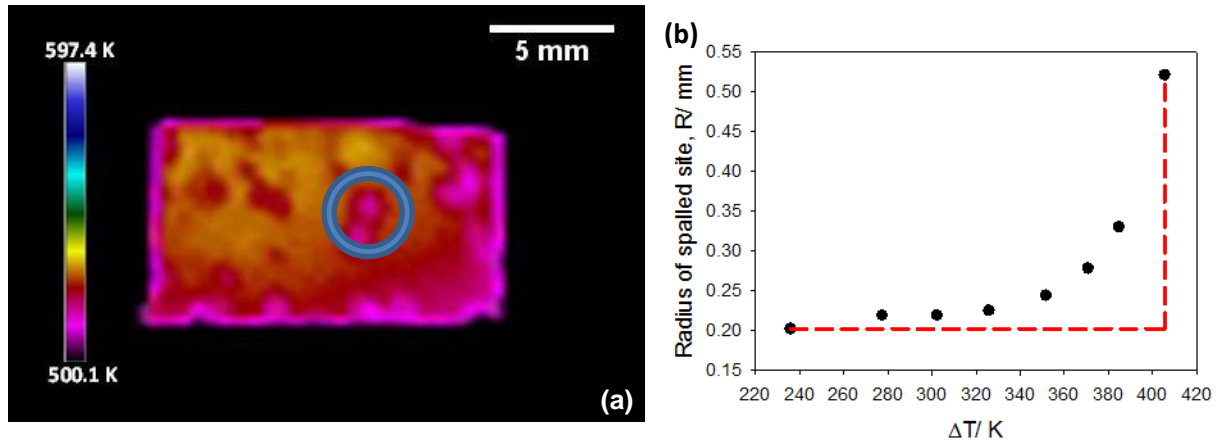 597.4 K
500.1 K
5 mm
(a)
(b)
Radius of spalled site, R/ mm
0.55
0.50
0.45
0.40
0.35
0.30
0.25
0.20
0.15
220 240 260 280 300 320 340 360 380 400 420
ΔT/ K